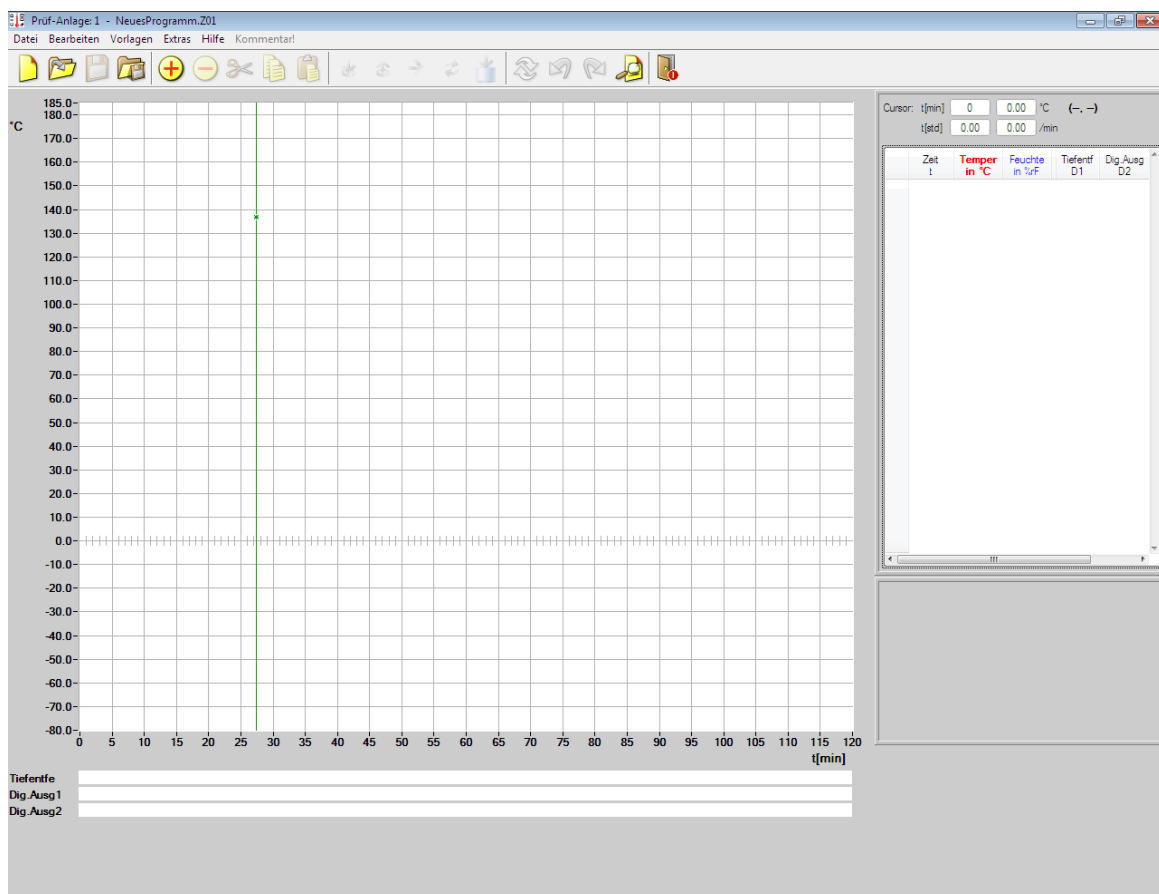 Prüf-Anlage: 1 - NeuesProgramm.Z01
Datei Bearbeiten Vorlagen Extras Hilfe Kommentar!
185.0
180.0
°C
170.0
160.0
150.0
140.0
130.0
120.0
110.0
100.0
90.0
80.0
70.0
60.0
50.0
40.0
30.0
20.0
10.0
0.0
-10.0
-20.0
-30.0
-40.0
-50.0
-60.0
-70.0
-80.0
0 5 10 15 20 25 30 35 40 45 50 55 60 65 70 75 80 85 90 95 100 105 110 115 120
t[min]
Tiefentfe
Dig.Ausg1
Dig.Ausg2
Cursor: t[min] 0 0.00 °C (--. --)
t[std] 0.00 0.00 /min
Zeit Temper Feuchte Tiefentf Dig.Ausg
t in °C in %rF D1 D2